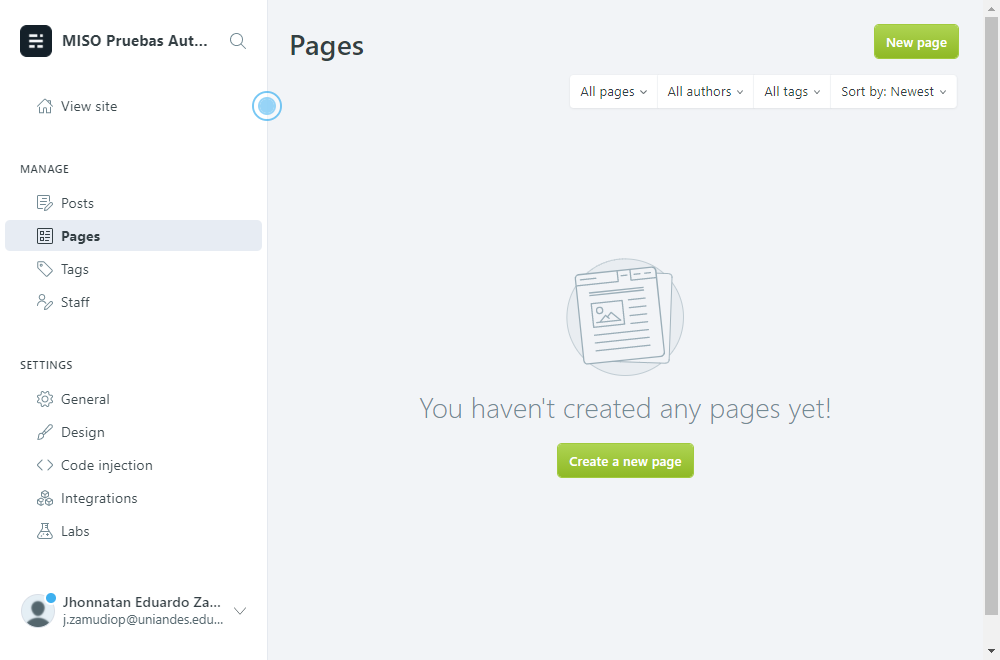 MISO Pruebas Aut...
View site
MANAGE
Posts
Pages
Tags
Staff
SETTINGS
General
Design
Code injection
Integrations
Labs
Jhonnatan Eduardo Za...
j.zamudiop@uniandes.edu...
Pages
New page
All pages
All authors
All tags
Sort by: Newest
You haven't created any pages yet!
Create a new page